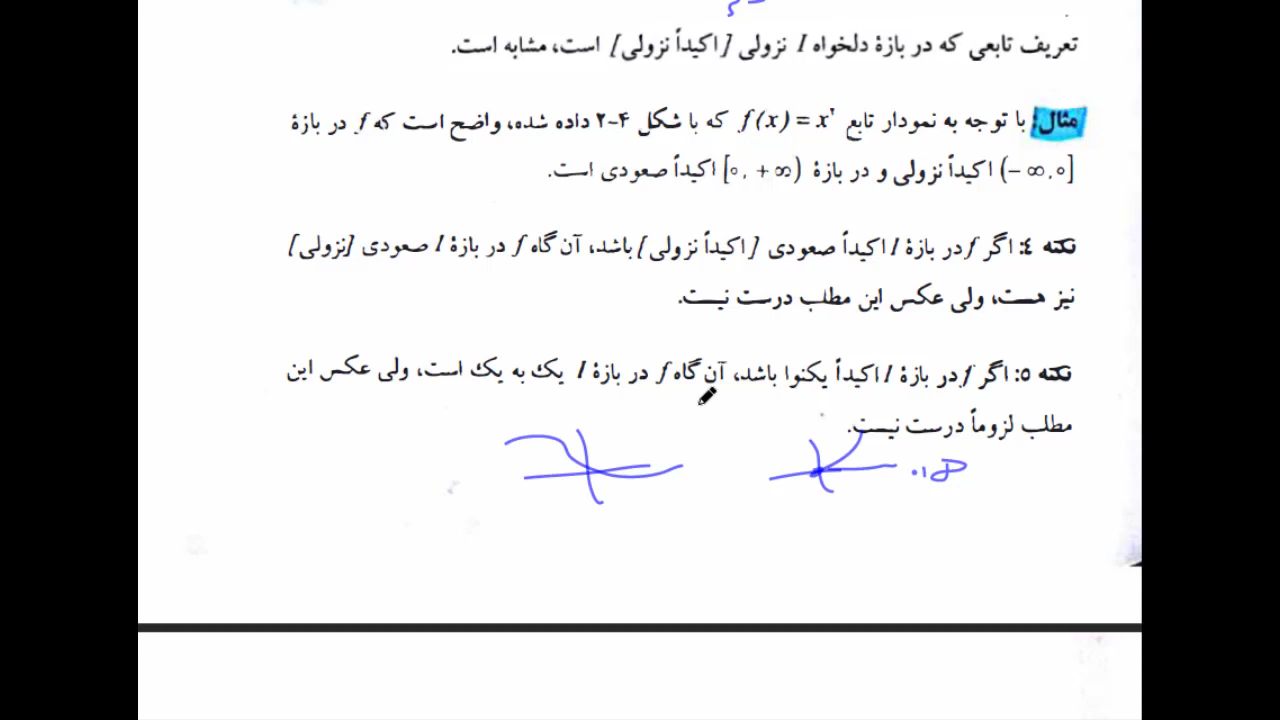 تعریف تابعی که در بازهٔ دلخواه I نزولی [اکیداً نزولی] است، مشابه است.
مثال: با توجه به نمودار تابع f(x) = x² که با شکل ۴-۲ داده شده، واضح است که f در بازهٔ
(-∞,۰] اکیداً نزولی و در بازهٔ [۰, +∞) اکیداً صعودی است.
نکته ٤: اگر f در بازهٔ I اکیداً صعودی [اکیداً نزولی] باشد، آن گاه f در بازهٔ I صعودی [نزولی]
نیز هست، ولی عکس این مطلب درست نیست.
نکته ٥: اگر f در بازهٔ I اکیداً یکنوا باشد، آن گاه f در بازهٔ I یک به یک است، ولی عکس این
مطلب لزوماً درست نیست.